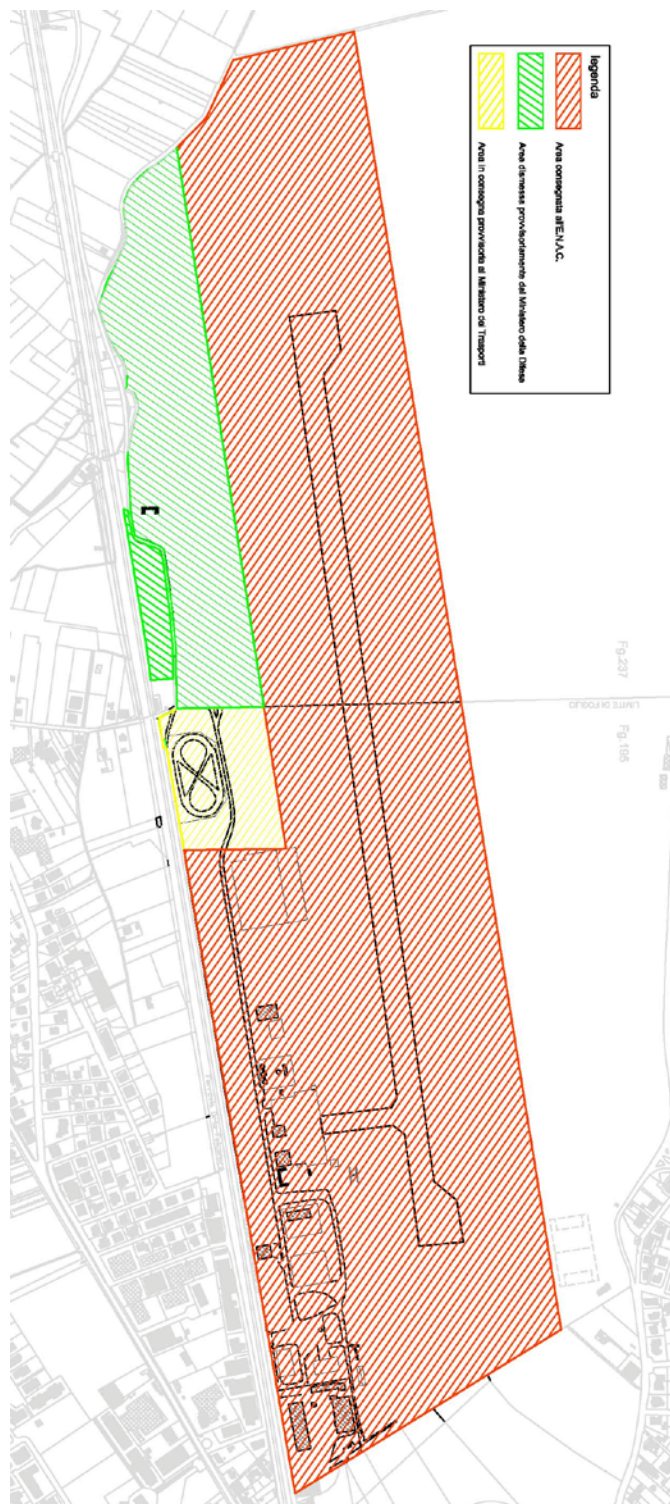 legenda
Area consegnata all'E.N.A.C.
Area dismessa provvisoriamente dal Ministero della Difesa
Area in consegna provvisoria al Ministero dei Trasporti
Fg.237
LIMITE DI FOGLIO
Fg.195